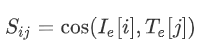 S_{ij} = cos(I_e[i], T_e[j])